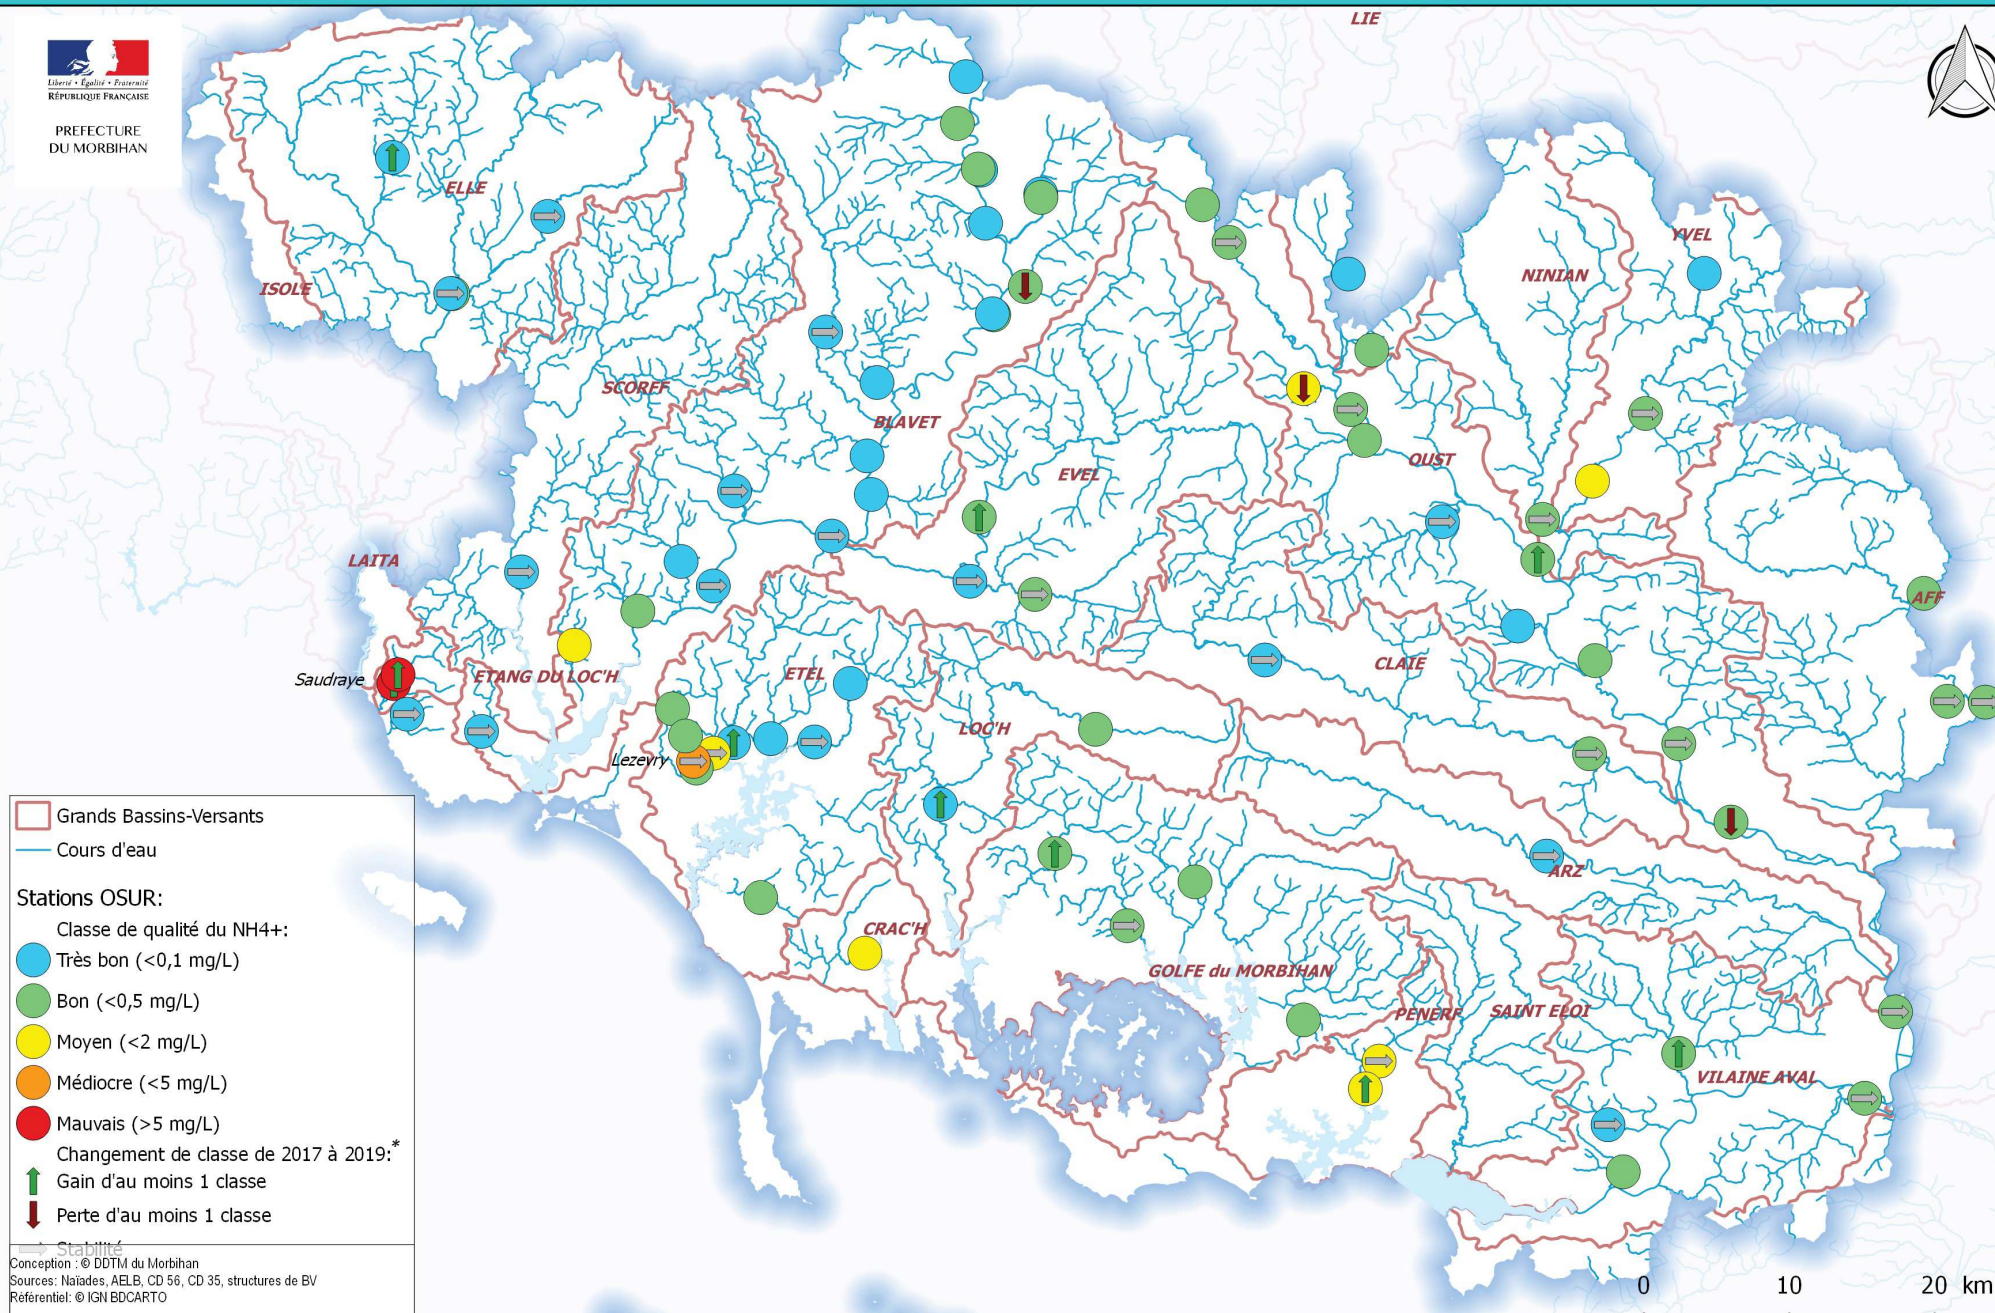 LIE
Liberté • Égalité • Fraternité
RÉPUBLIQUE FRANÇAISE
PREFECTURE
DU MORBIHAN
ELLE
YVEL
NINIAN
ISOLE
SCORFF
BLAVET
OUST
EVEL
LAITA
AFF
CLAIE
Saudraye
ETANG DU LOC'H
ETEL
LOC'H
Lezevry
ARZ
CRAC'H
GOLFE du MORBIHAN
PENERF
SAINT ELOI
VILAINE AVAL
Grands Bassins-Versants
Cours d'eau
Stations OSUR:
Classe de qualité du NH4+:
Très bon (<0,1 mg/L)
Bon (<0,5 mg/L)
Moyen (<2 mg/L)
Médiocre (<5 mg/L)
Mauvais (>5 mg/L)
Changement de classe de 2017 à 2019:*
Gain d'au moins 1 classe
Perte d'au moins 1 classe
Stabilité
Conception : © DDTM du Morbihan
Sources: Naïades, AELB, CD 56, CD 35, structures de BV
Référentiel: © IGN BDCARTO
0 10 20 km